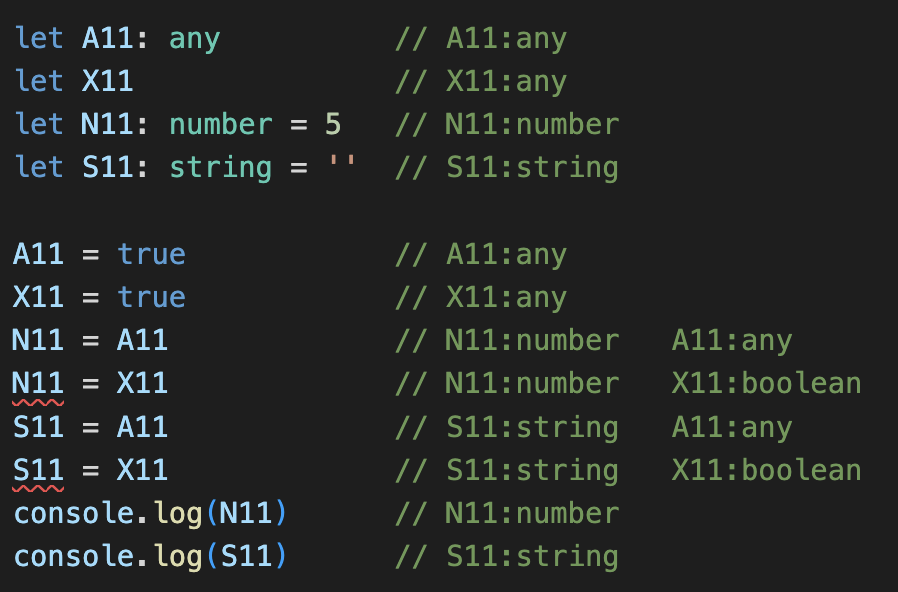 let A11: any          // A11:any
let X11               // X11:any
let N11: number = 5   // N11:number
let S11: string = ''  // S11:string

A11 = true            // A11:any
X11 = true            // X11:any
N11 = A11             // N11:number   A11:any
N11 = X11             // N11:number   X11:boolean
S11 = A11             // S11:string   A11:any
S11 = X11             // S11:string   X11:boolean
console.log(N11)      // N11:number
console.log(S11)      // S11:string